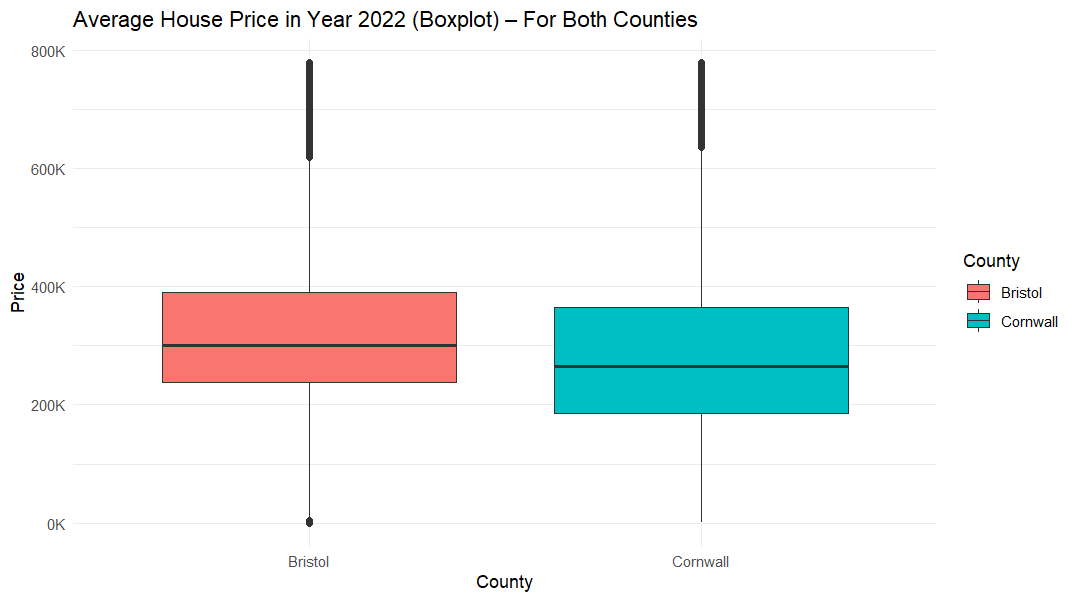 Average House Price in Year 2022 (Boxplot) – For Both Counties
800K
600K
400K
200K
0K
Price
Bristol
Cornwall
County
County
Bristol
Cornwall